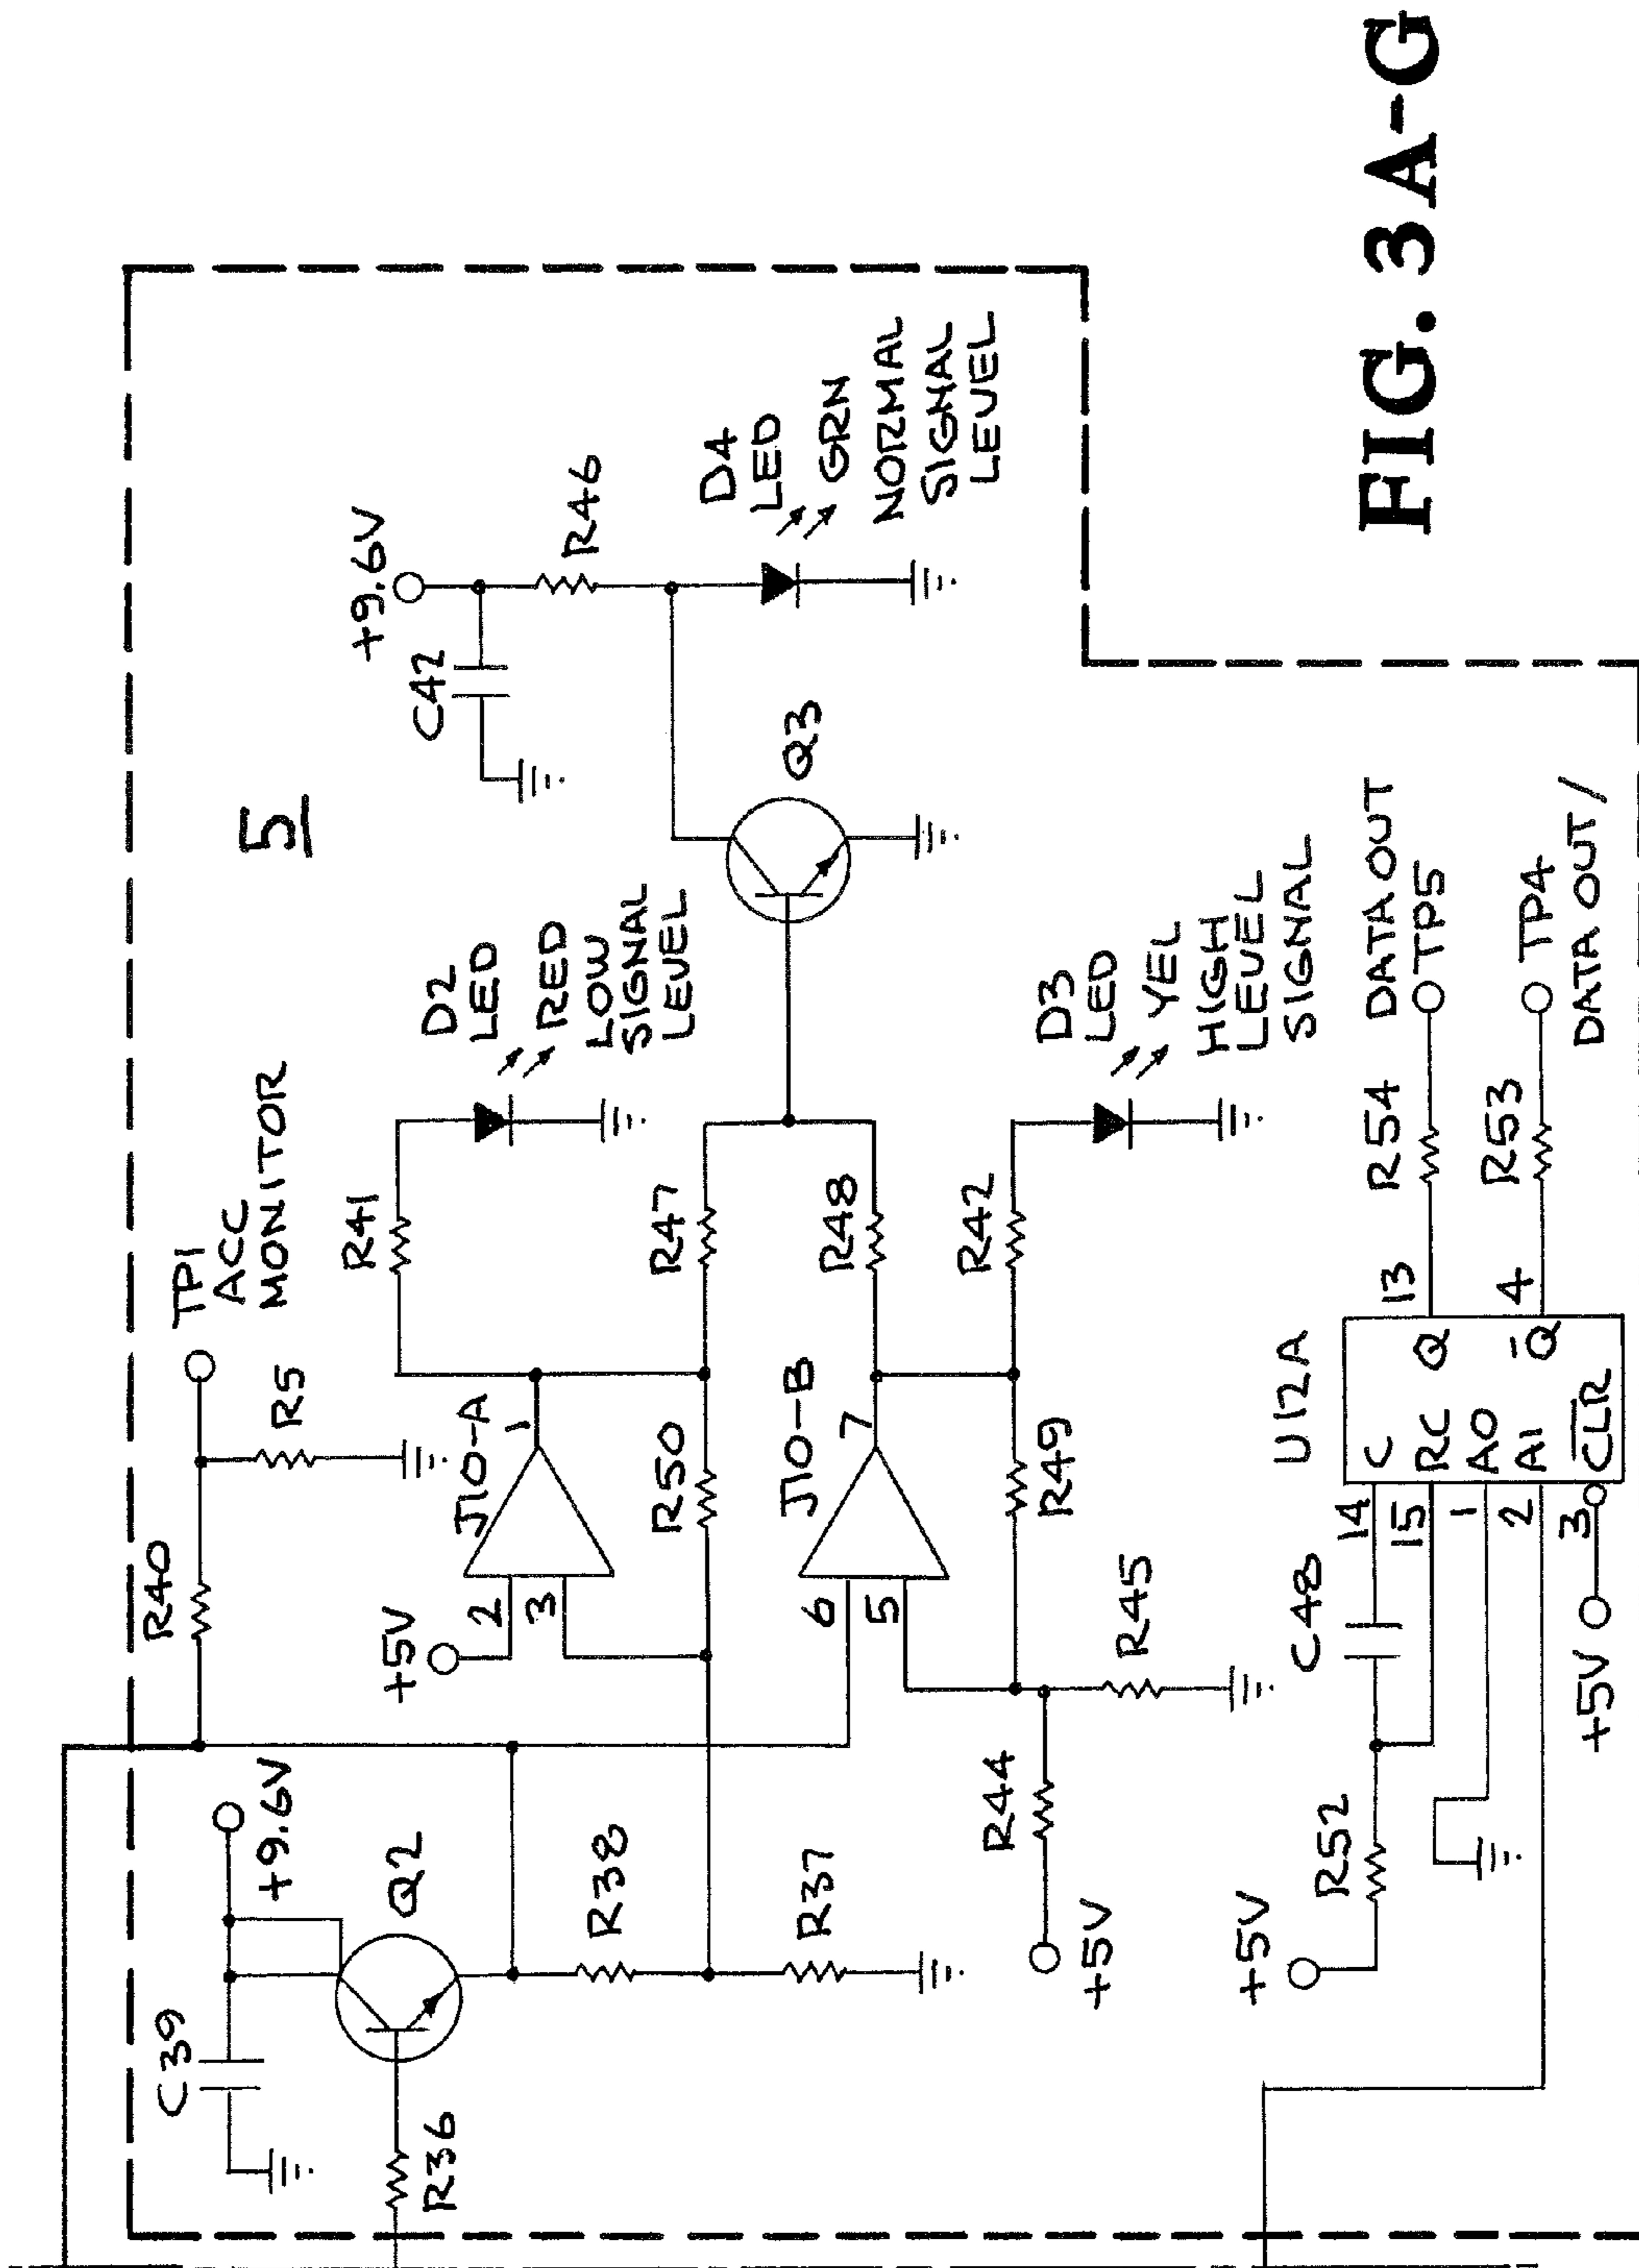 C39
+9.6V
R40
TP1
ACC
MONITOR
R5
5
R36
Q2
+5V
2
3
J10-A
1
R41
D2
LED
RED
LOW
SIGNAL
LEVEL
+9.6V
C42
R46
R38
R50
R47
D4
LED
GRN
NORMAL
SIGNAL
LEVEL
Q3
R37
6
5
J10-B
7
R48
R44
+5V
R45
R49
R42
D3
LED
YEL
HIGH
LEVEL
SIGNAL
+5V
R52
C48
U12A
14
C
15
RC
Q
13
R54
DATA OUT
TP5
1
A0
2
A1
Q̅
4
R53
TP4
DATA OUT /
+5V
3
C̅L̅R̅
FIG. 3A-G